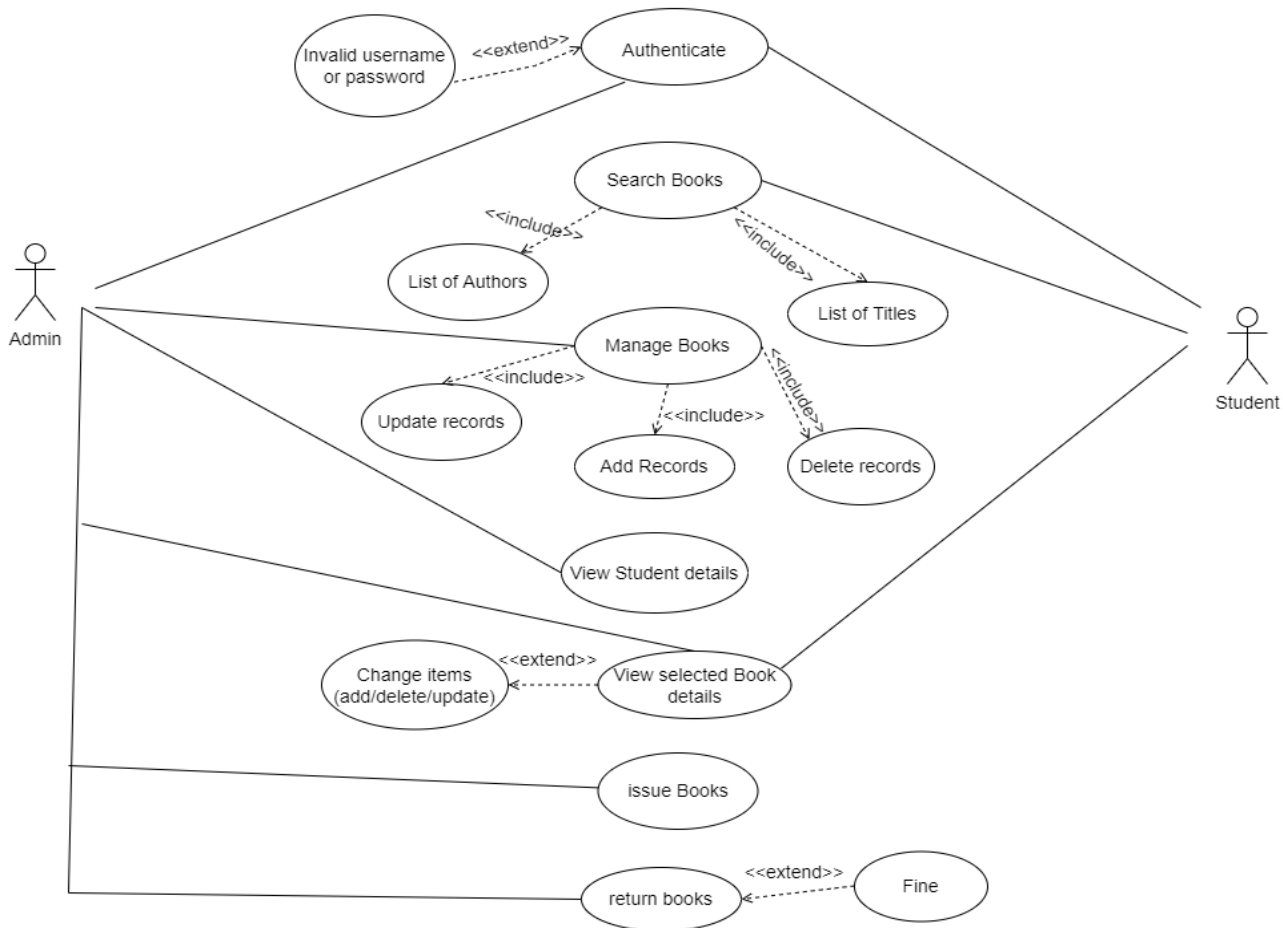 Invalid username
or password
<<extend>>
Authenticate
Search Books
<<include>>
<<include>>
List of Authors
List of Titles
Admin
Student
Manage Books
<<include>>
<<include>>
<<include>>
Update records
Add Records
Delete records
View Student details
Change items
(add/delete/update)
<<extend>>
View selected Book
details
issue Books
return books
<<extend>>
Fine